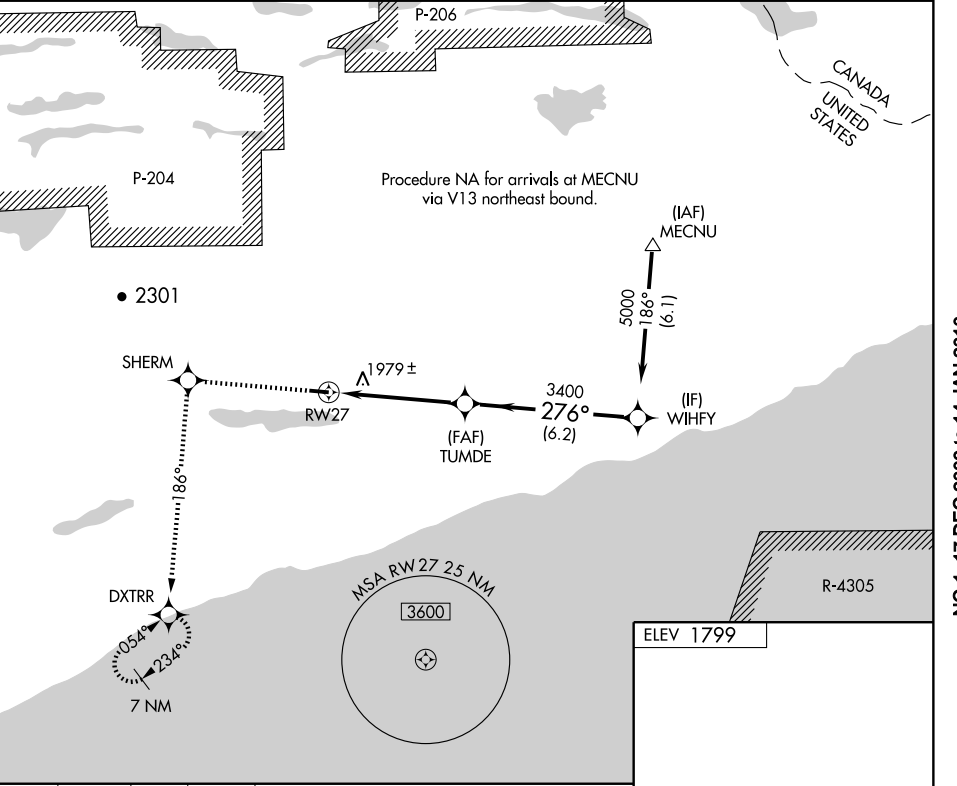 P-206
CANADA
UNITED
STATES
P-204
Procedure NA for arrivals at MECNU
via V13 northeast bound.
(IAF)
MECNU
5000
186°
(6.1)
2301
SHERM
1979 ±
RW27
(FAF)
TUMDE
3400
276°
(6.2)
(IF)
WIHFY
186°
DXTRR
054°
234°
7 NM
MSA RW27 25 NM
3600
R-4305
ELEV 1799